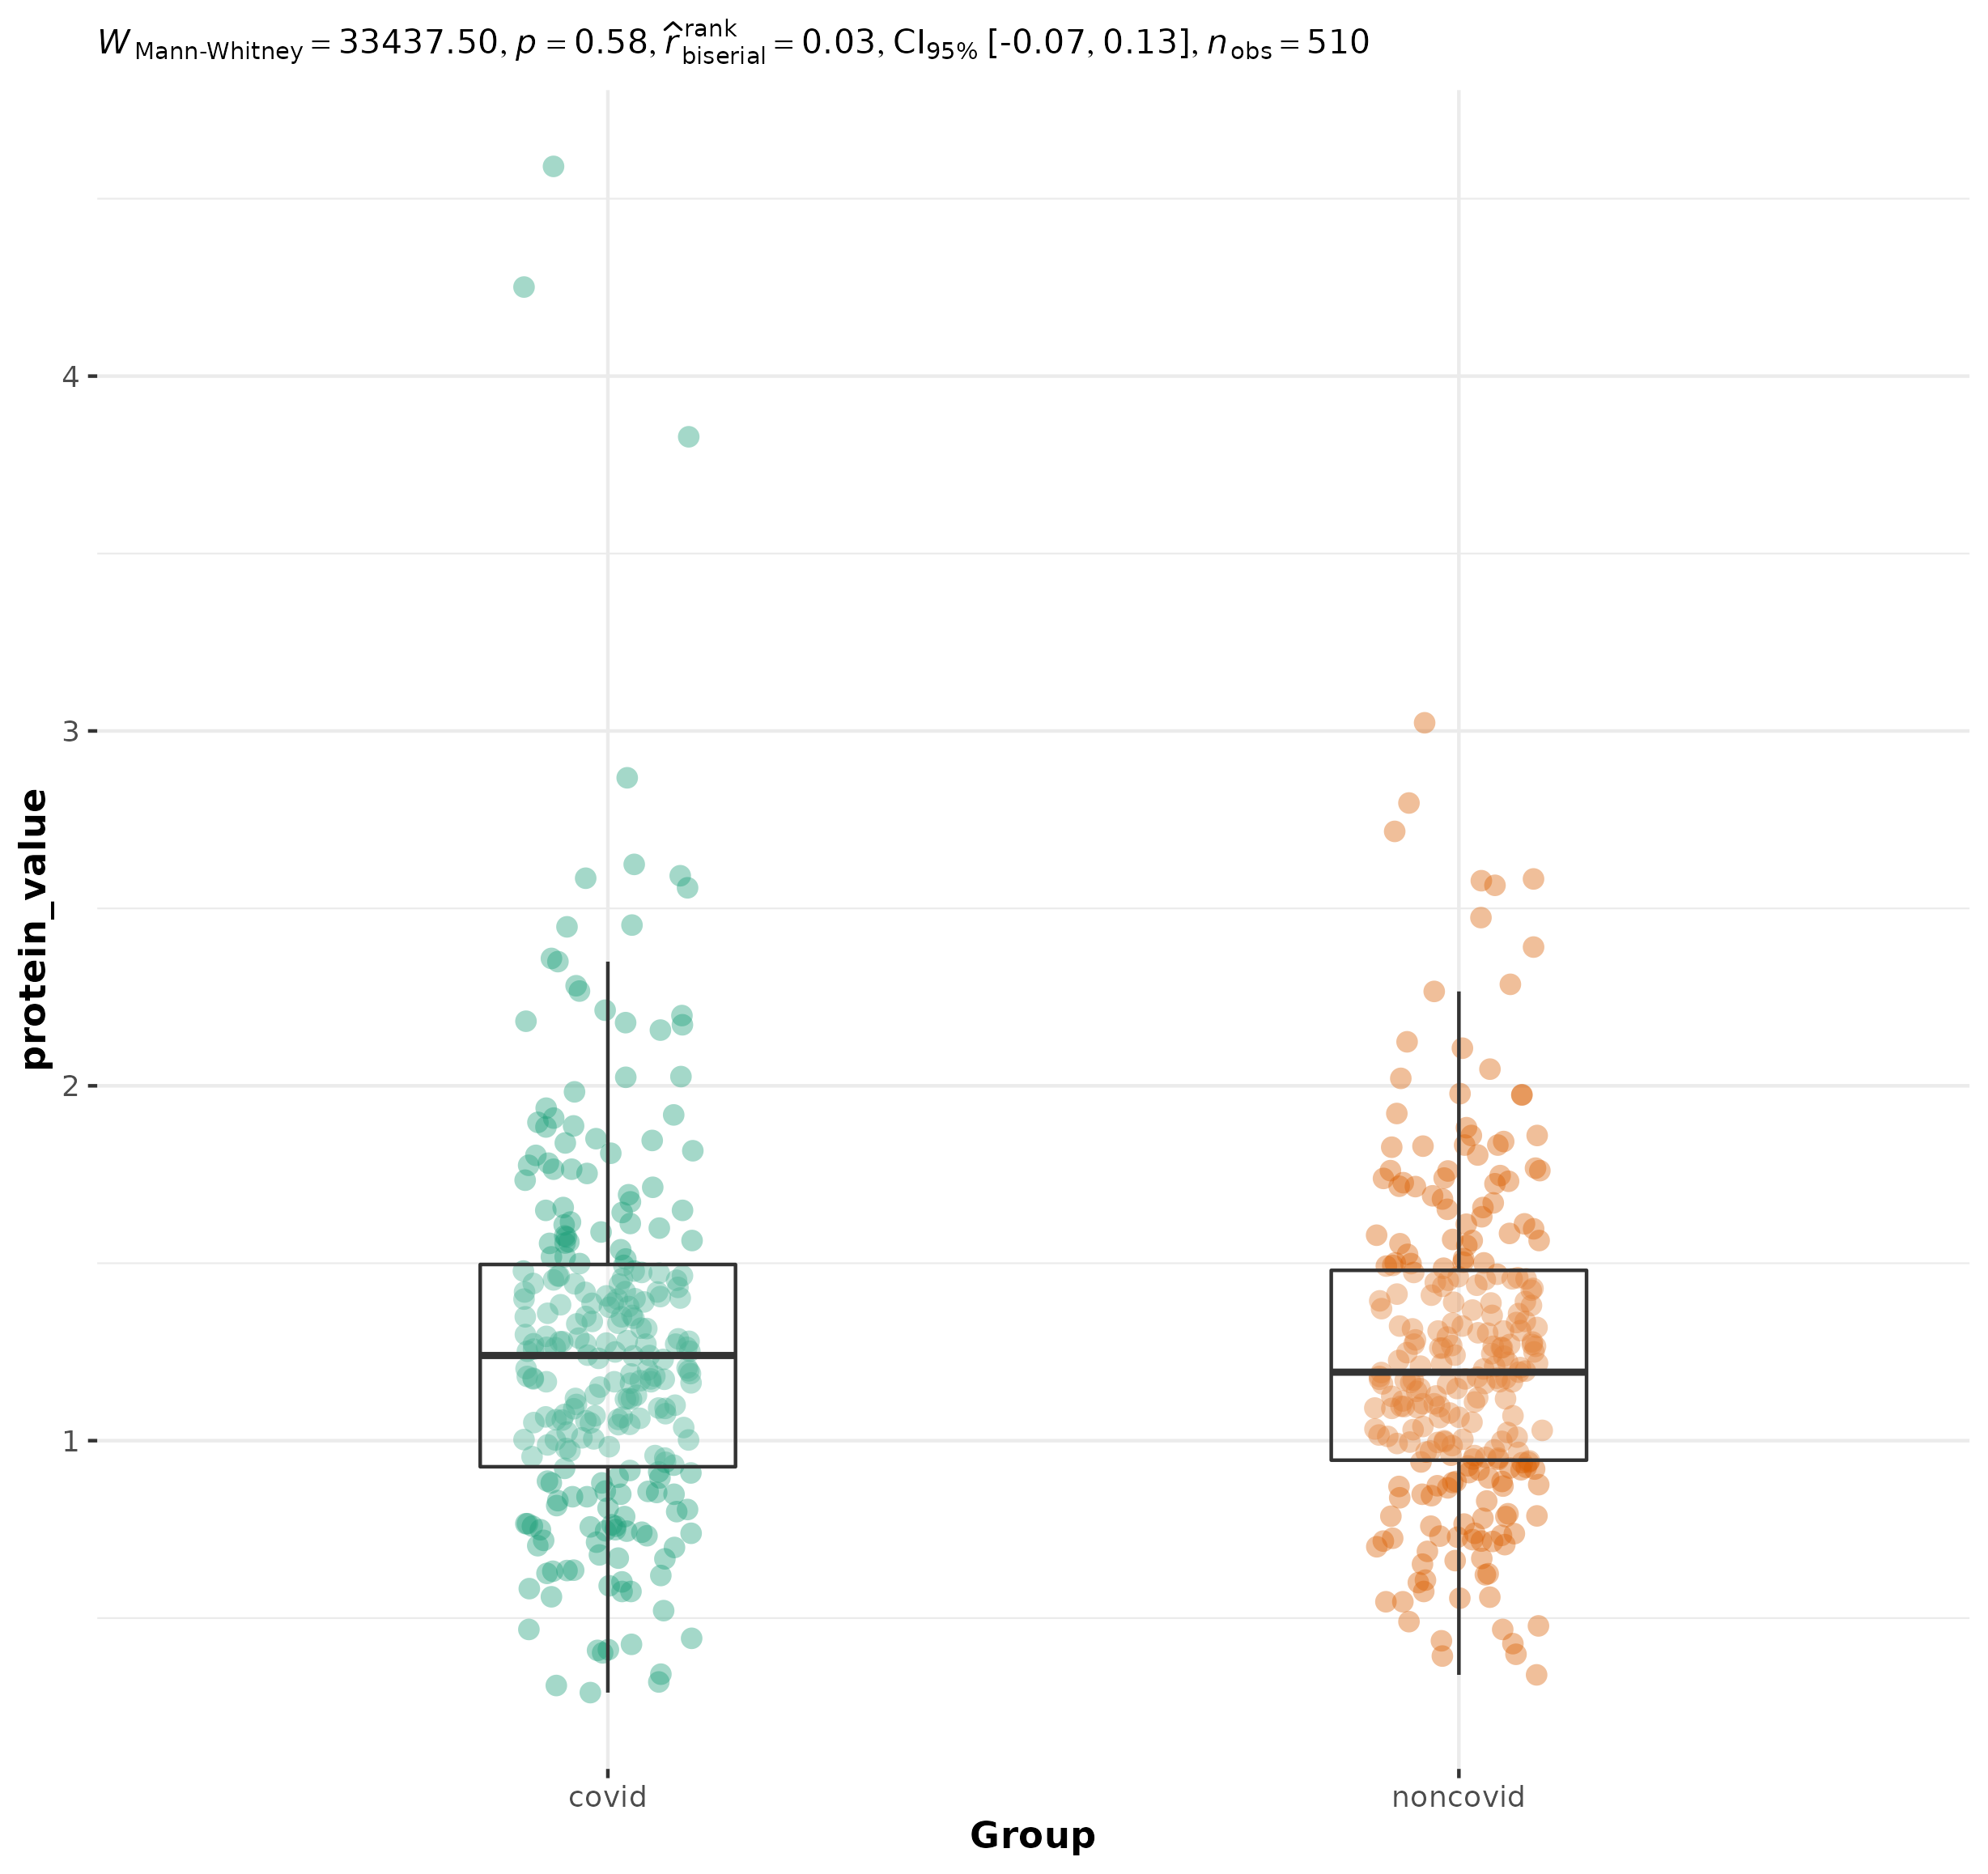 W Mann-Whitney = 33437.50, p = 0.58, r̂ rank biserial = 0.03, CI95% [-0.07, 0.13], n obs = 510
protein_value
4
3
2
1
covid noncovid
Group